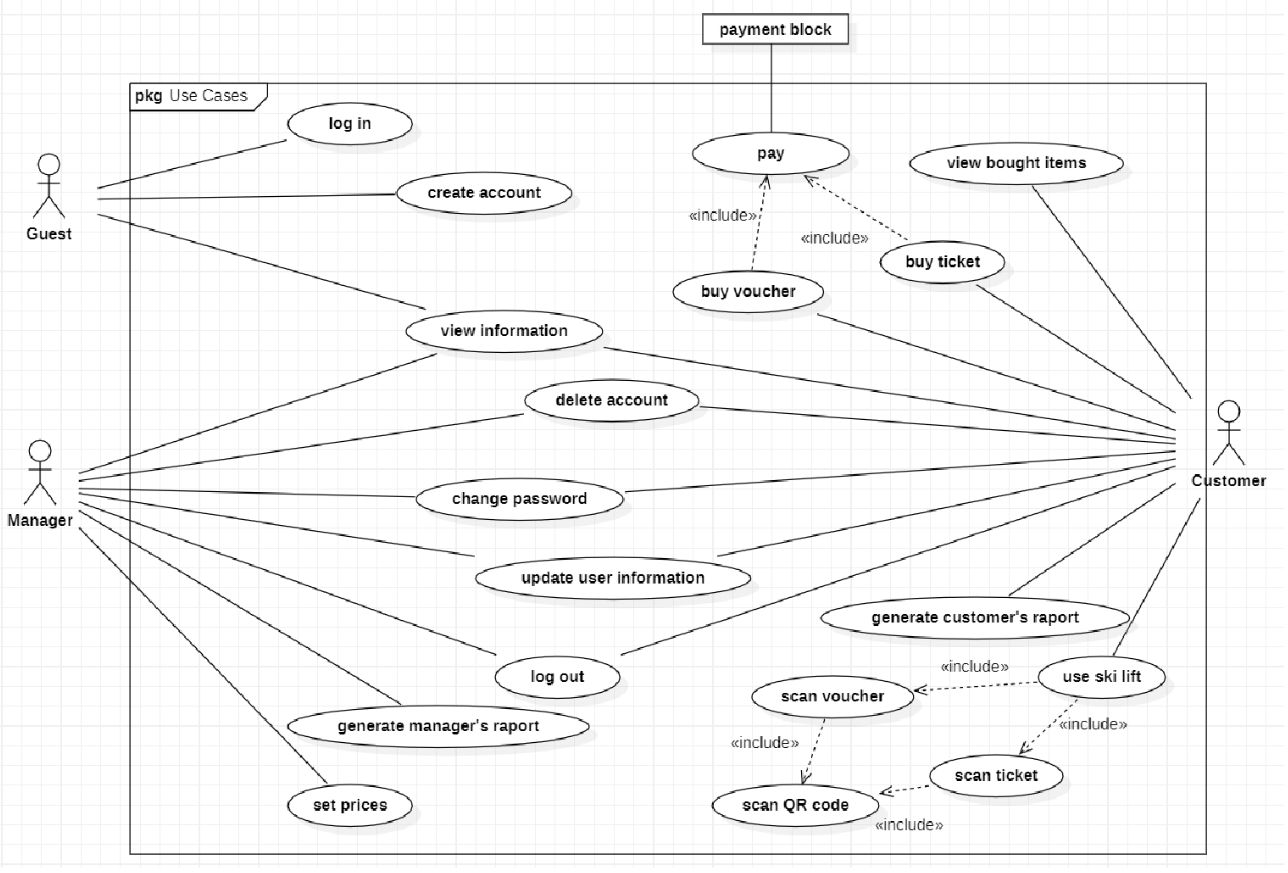 payment block
pkg Use Cases
log in
pay
view bought items
create account
«include»
Guest
«include»
buy ticket
buy voucher
view information
delete account
Customer
change password
Manager
update user information
generate customer's raport
«include»
log out
use ski lift
scan voucher
«include»
generate manager's raport
«include»
scan ticket
set prices
scan QR code
«include»